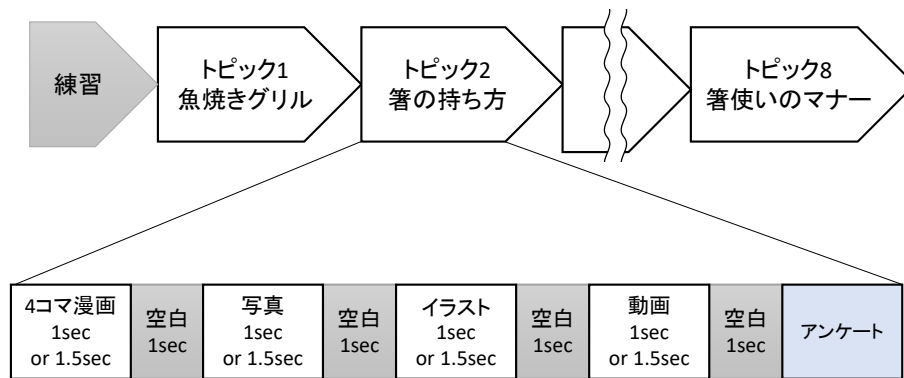 練習
トピック1
魚焼きグリル
トピック2
箸の持ち方
トピック8
箸使いのマナー
4コマ漫画
1sec
or 1.5sec
空白
1sec
写真
1sec
or 1.5sec
空白
1sec
イラスト
1sec
or 1.5sec
空白
1sec
動画
1sec
or 1.5sec
空白
1sec
アンケート